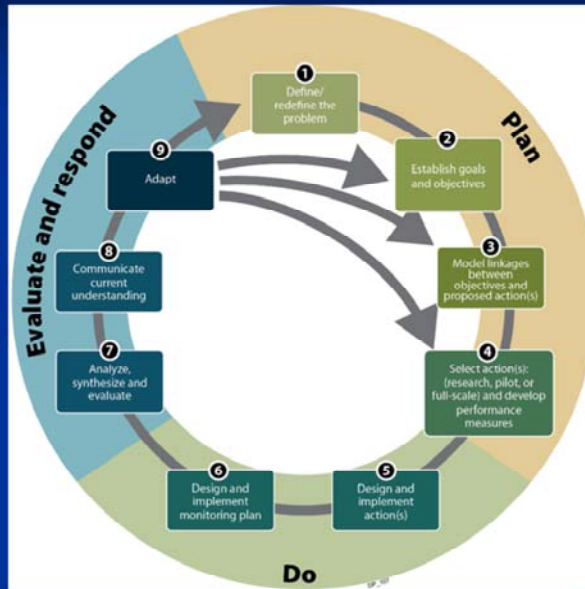 Plan
Do
Evaluate and respond
1
Define/
redefine the
problem
2
Establish goals
and objectives
3
Model linkages
between
objectives and
proposed action(s)
4
Select action(s):
(research, pilot, or
full-scale) and develop
performance
measures
5
Design and
implement
action(s)
6
Design and
implement
monitoring plan
7
Analyze,
synthesize and
evaluate
8
Communicate
current
understanding
9
Adapt